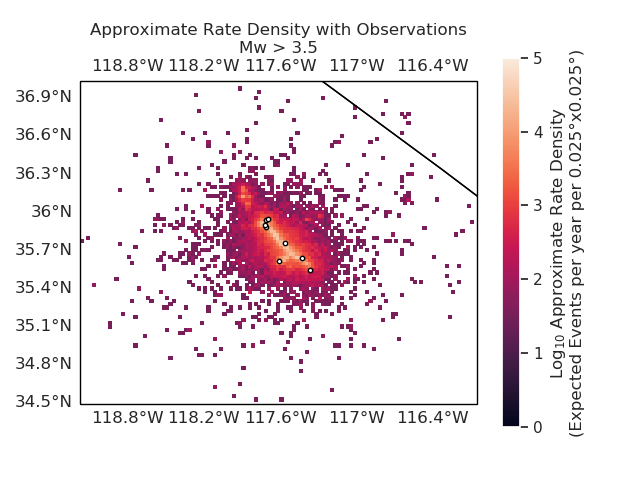 Approximate Rate Density with Observations
Mw > 3.5
118.8°W 118.2°W 117.6°W 117°W 116.4°W
36.9°N
36.6°N
36.3°N
36°N
35.7°N
35.4°N
35.1°N
34.8°N
34.5°N
118.8°W 118.2°W 117.6°W 117°W 116.4°W
5
4
3
2
1
0
Log₁₀ Approximate Rate Density
(Expected Events per year per 0.025°x0.025°)